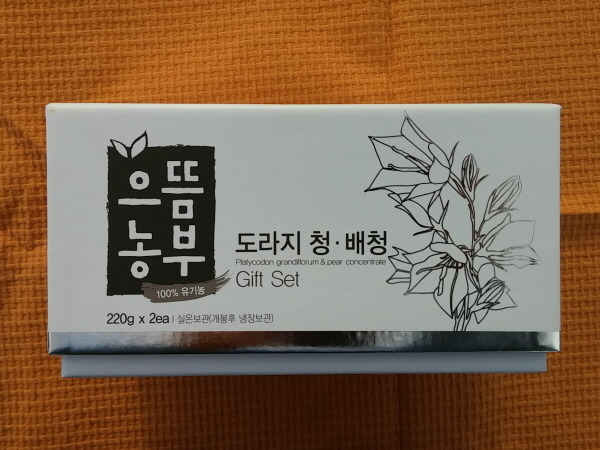 으뜸
농부
100% 유기농
도라지 청·배청
Platycodon grandiflorum & pear concentrate
Gift Set
220g x 2ea | 실온보관(개봉후 냉장보관)